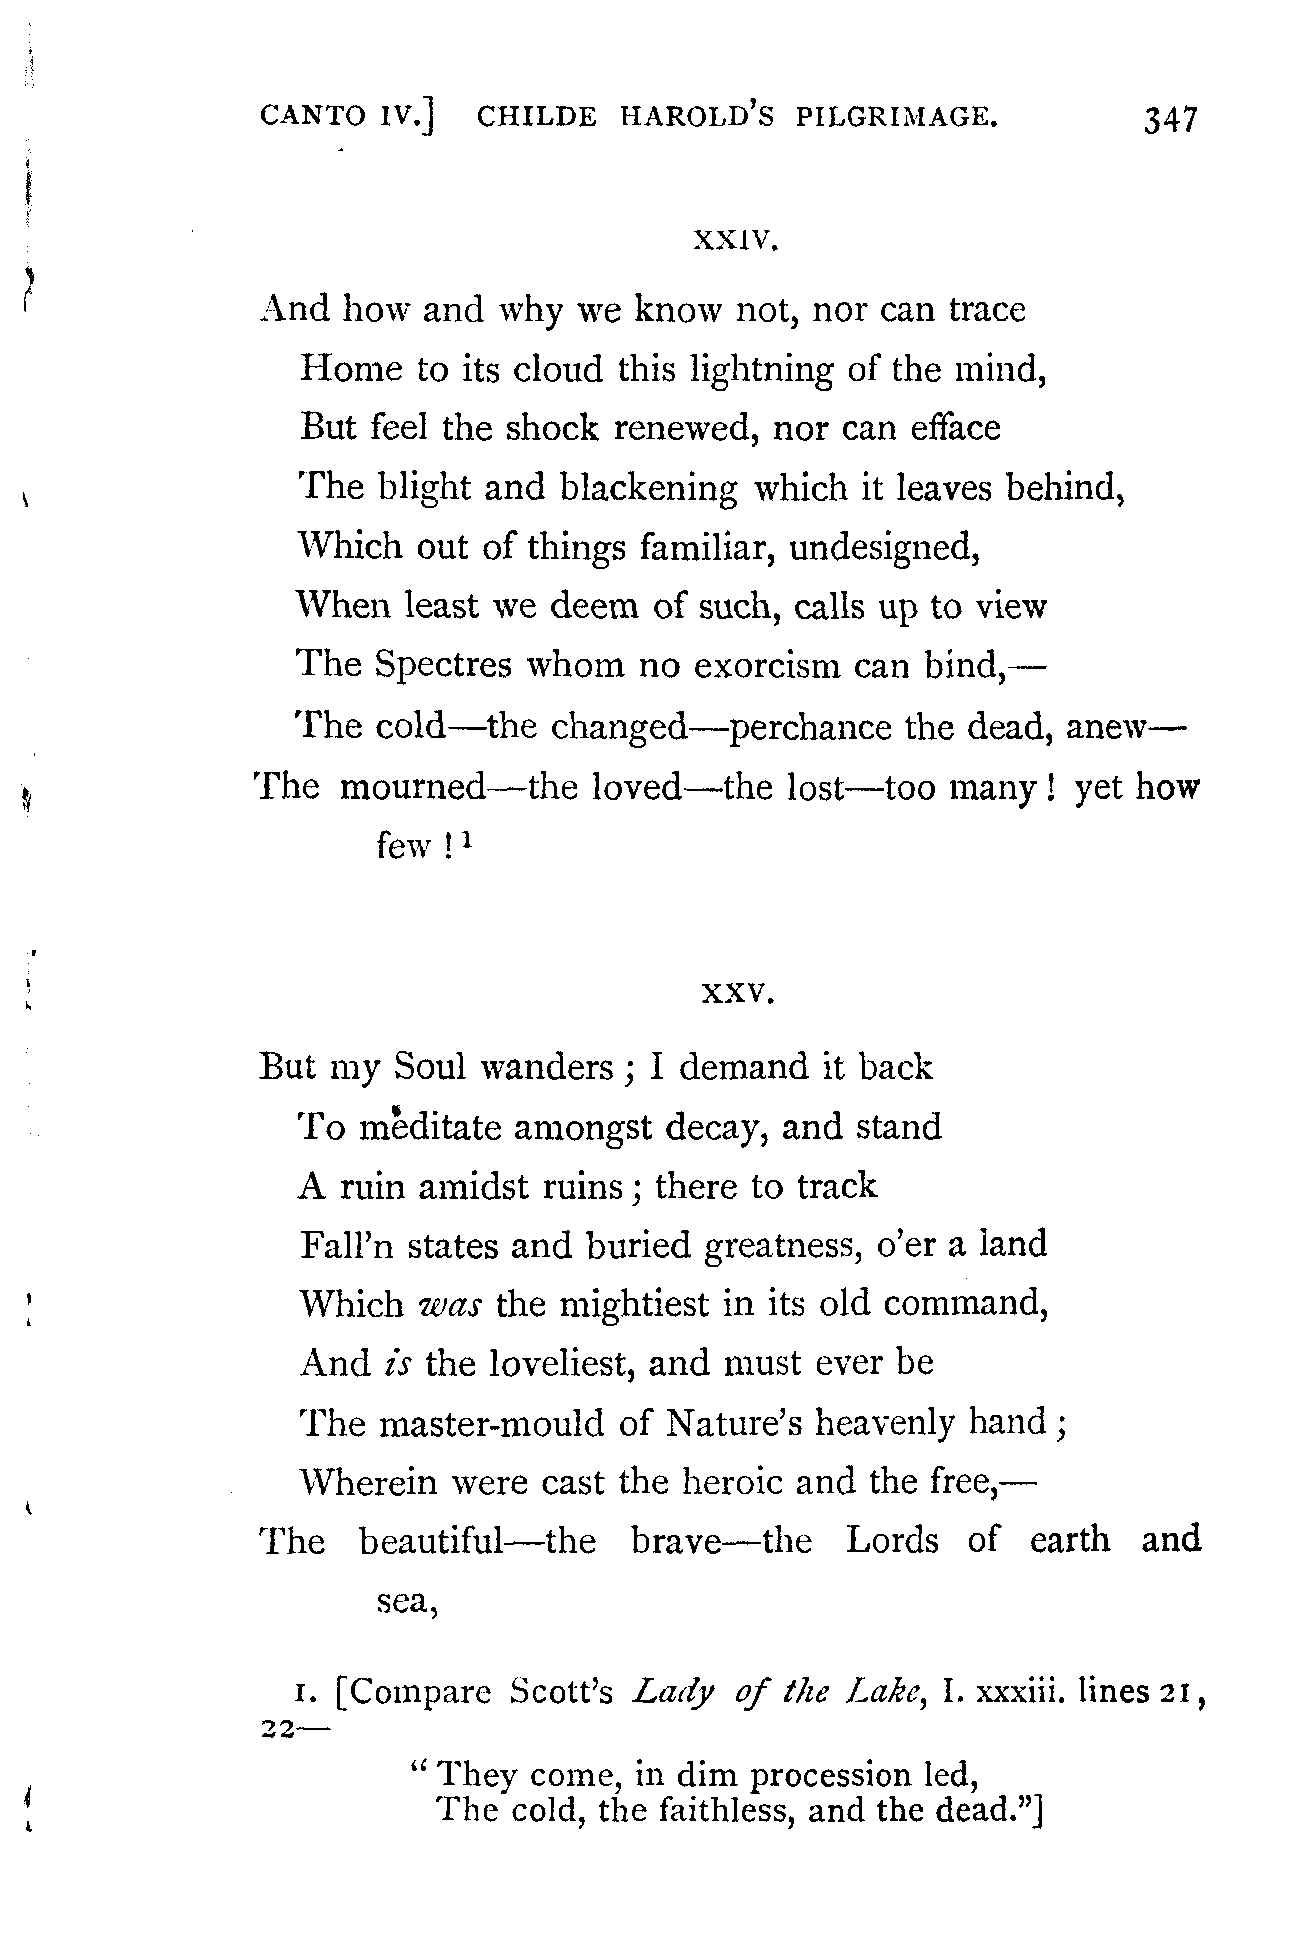 CANTO IV.] CHILDE HAROLD'S PILGRIMAGE. 347
XXIV.
And how and why we know not, nor can trace
Home to its cloud this lightning of the mind,
But feel the shock renewed, nor can efface
The blight and blackening which it leaves behind,
Which out of things familiar, undesigned,
When least we deem of such, calls up to view
The Spectres whom no exorcism can bind,—
The cold—the changed—perchance the dead, anew—
The mourned—the loved—the lost—too many! yet how
few!¹
XXV.
But my Soul wanders; I demand it back
To meditate amongst decay, and stand
A ruin amidst ruins; there to track
Fall'n states and buried greatness, o'er a land
Which was the mightiest in its old command,
And is the loveliest, and must ever be
The master-mould of Nature's heavenly hand;
Wherein were cast the heroic and the free,—
The beautiful—the brave—the Lords of earth and
sea,
1. [Compare Scott's Lady of the Lake, I. xxxiii. lines 21,
22—
"They come, in dim procession led,
The cold, the faithless, and the dead."]